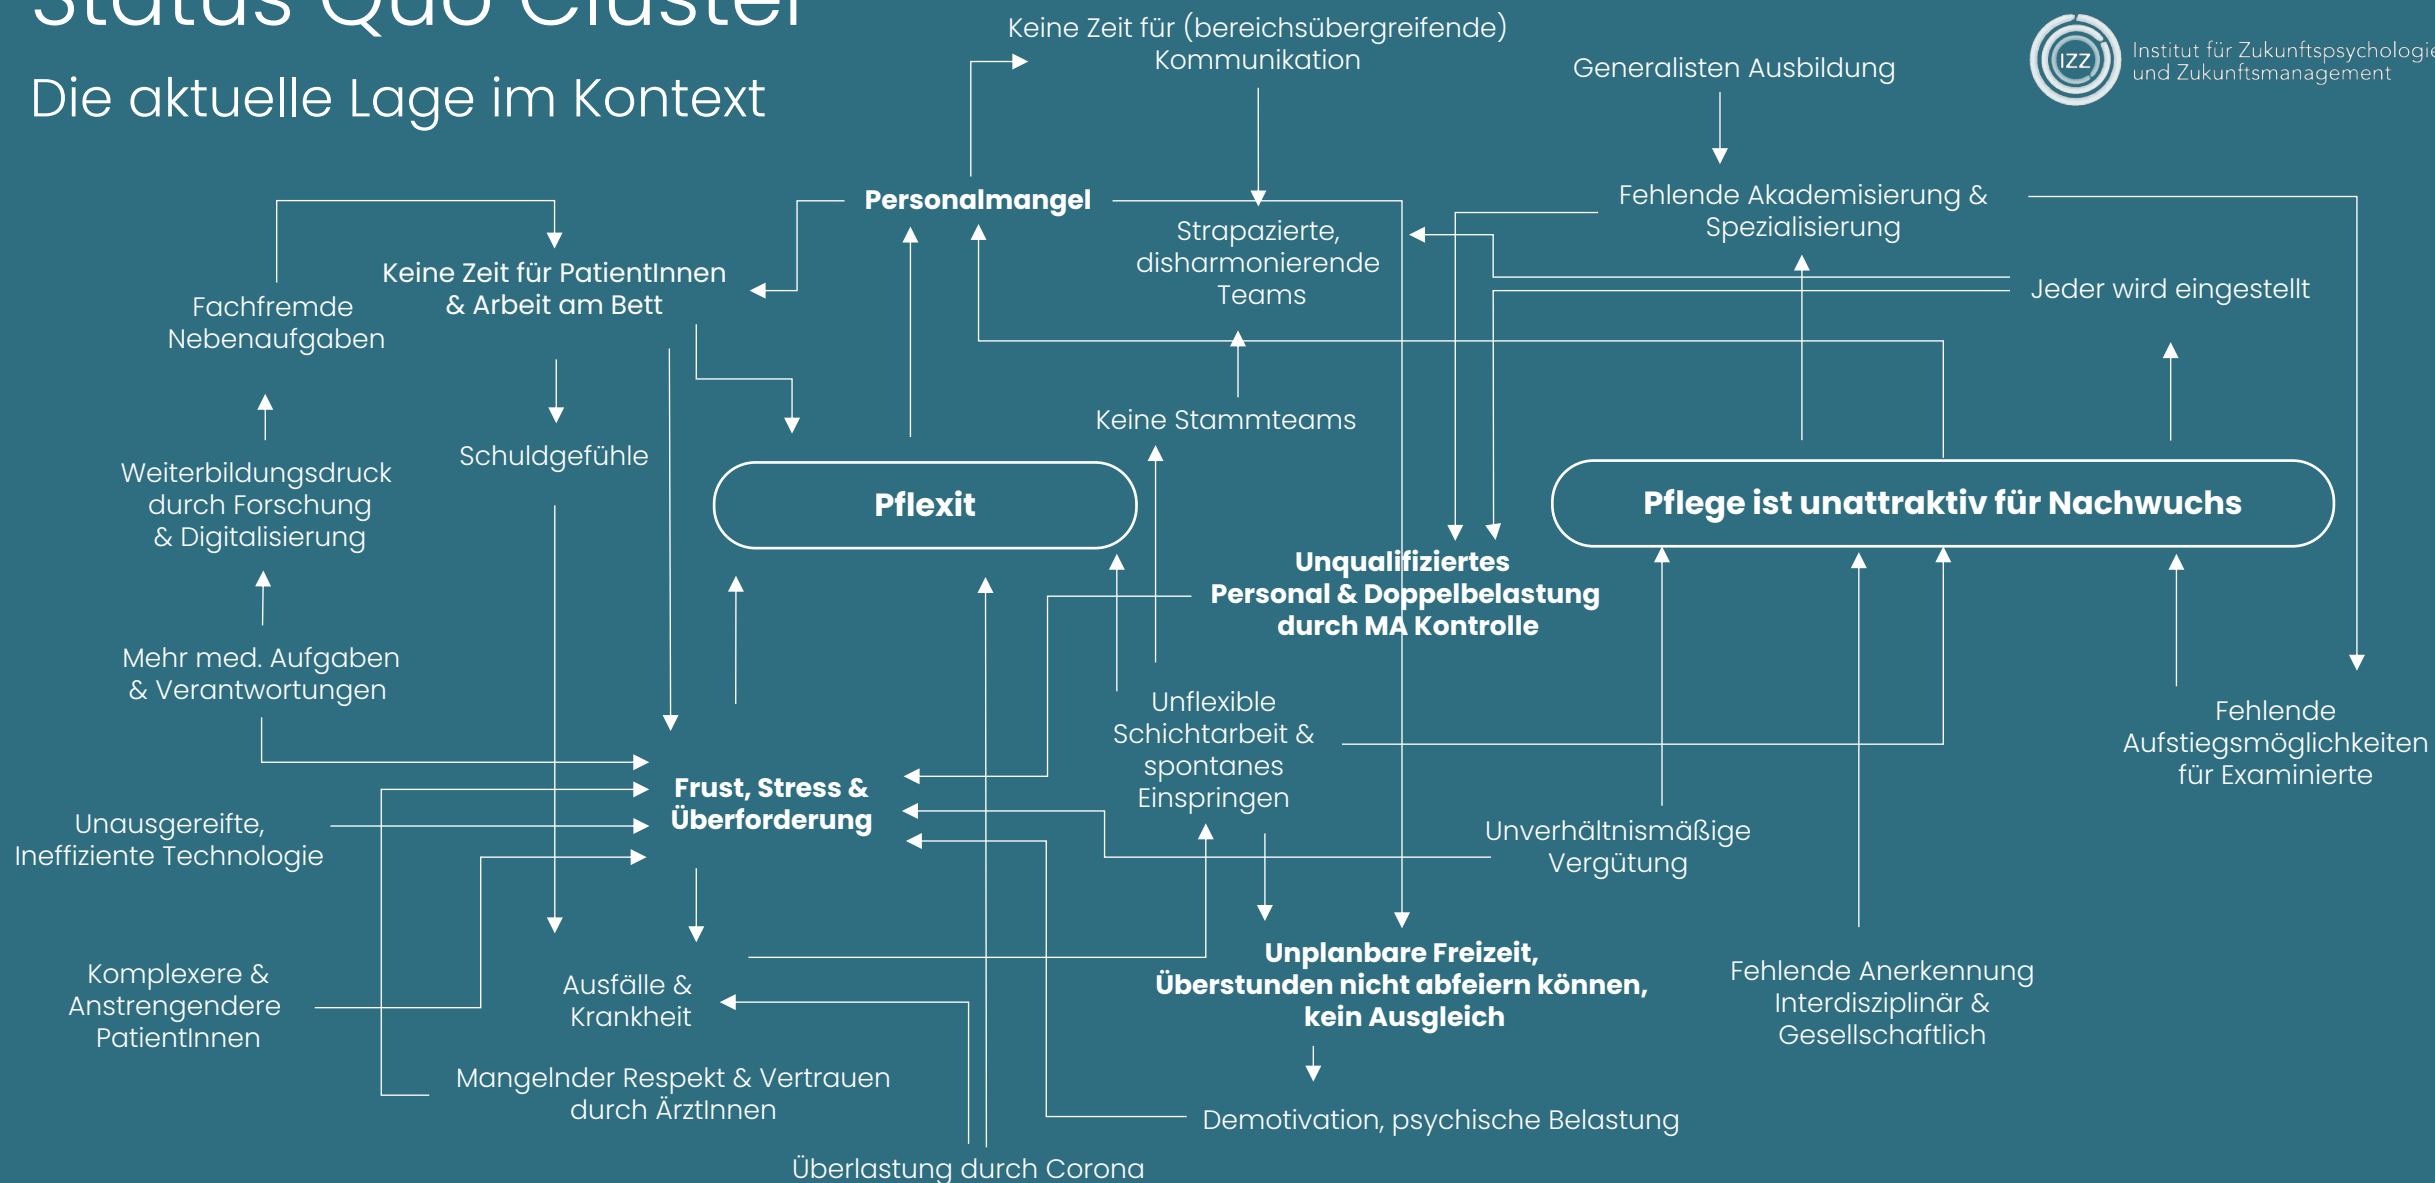 Status Quo Cluster
Die aktuelle Lage im Kontext
Keine Zeit für (bereichsübergreifende)
Kommunikation
Generalisten Ausbildung
IZZ
Institut für Zukunftspsychologie
und Zukunftsmanagement
Personalmangel
Fehlende Akademisierung &
Spezialisierung
Strapazierte,
disharmonierende
Teams
Keine Zeit für PatientInnen
& Arbeit am Bett
Jeder wird eingestellt
Fachfremde
Nebenaufgaben
Keine Stammteams
Schuldgefühle
Weiterbildungsdruck
durch Forschung
& Digitalisierung
Pflexit
Pflege ist unattraktiv für Nachwuchs
Unqualifiziertes
Personal & Doppelbelastung
durch MA Kontrolle
Mehr med. Aufgaben
& Verantwortungen
Unflexible
Schichtarbeit &
spontanes
Einspringen
Fehlende
Aufstiegsmöglichkeiten
für Examinierte
Frust, Stress &
Überforderung
Unausgereifte,
Ineffiziente Technologie
Unverhältnismäßige
Vergütung
Komplexere &
Anstrengendere
PatientInnen
Ausfälle &
Krankheit
Unplanbare Freizeit,
Überstunden nicht abfeiern können,
kein Ausgleich
Fehlende Anerkennung
Interdisziplinär &
Gesellschaftlich
Mangelnder Respekt & Vertrauen
durch ÄrztInnen
Demotivation, psychische Belastung
Überlastung durch Corona